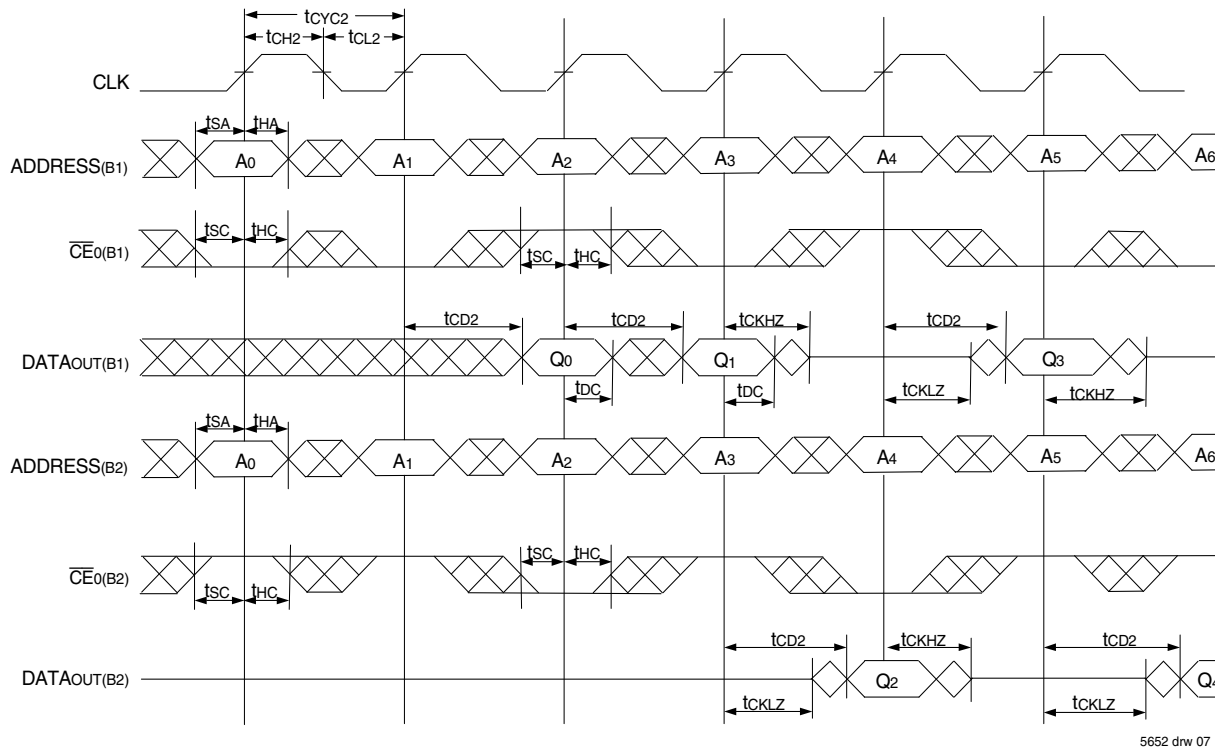 tCYC2
tCH2 tCL2
CLK
tSA tHA
ADDRESS(B1) A0 A1 A2 A3 A4 A5 A6
tSC tHC
CE0(B1)
tSC tHC
tCD2 tCD2 tCKHZ tCD2
DATAOUT(B1) Q0 Q1 Q3
tDC tDC tCKLZ tCKHZ
tSA tHA
ADDRESS(B2) A0 A1 A2 A3 A4 A5 A6
tSC tHC
CE0(B2)
tSC tHC
tCD2 tCKHZ tCD2
DATAOUT(B2) Q2 Q4
tCKLZ tCKLZ
5652 drw 07